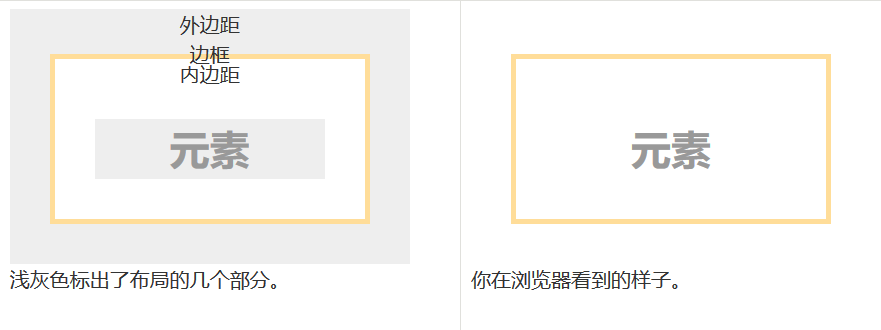 外边距
边框
内边距
元素
浅灰色标出了布局的几个部分。
元素
你在浏览器看到的样子。